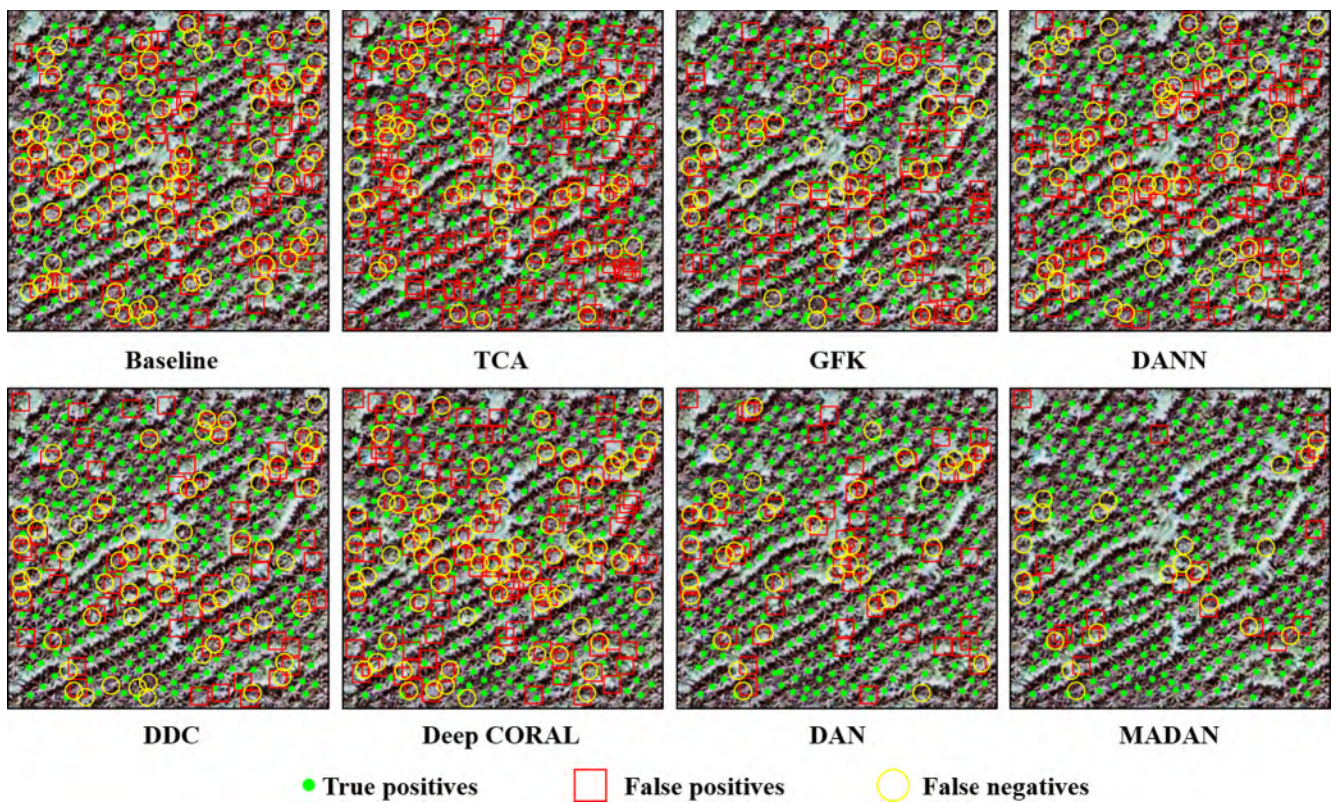 Baseline TCA GFK DANN
DDC Deep CORAL DAN MADAN
True positives False positives False negatives